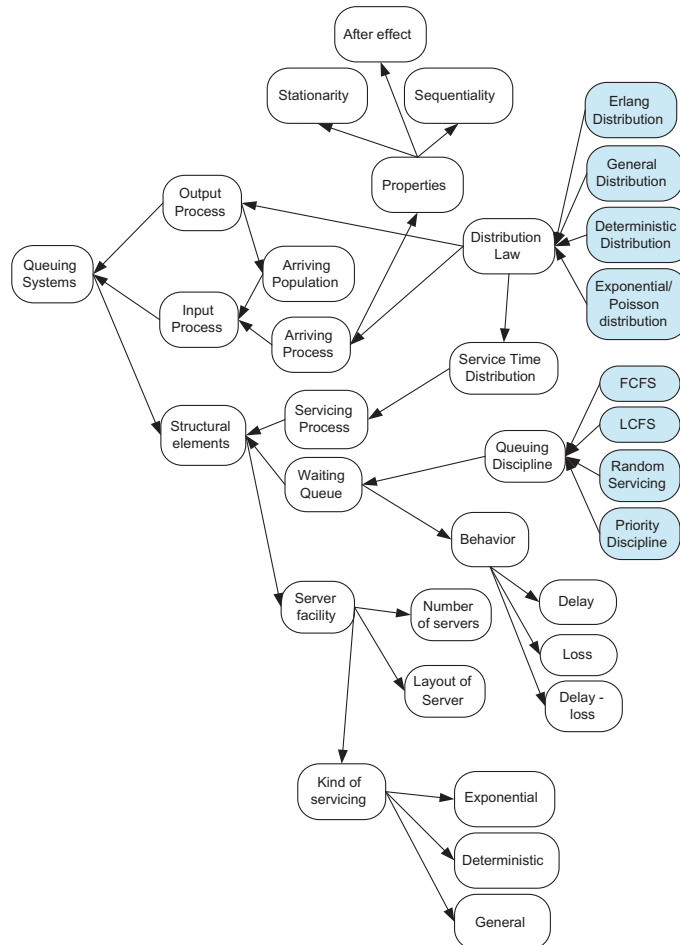 After effect
Stationarity
Sequentiality
Erlang
Distribution
General
Distribution
Properties
Output
Process
Distribution
Law
Deterministic
Distribution
Queuing
Systems
Arriving
Population
Exponential/
Poisson
distribution
Input
Process
Arriving
Process
Service Time
Distribution
FCFS
Servicing
Process
Structural
elements
LCFS
Queuing
Discipline
Waiting
Queue
Random
Servicing
Priority
Discipline
Behavior
Server
facility
Number
of servers
Delay
Loss
Layout of
Server
Delay -
loss
Kind of
servicing
Exponential
Deterministic
General